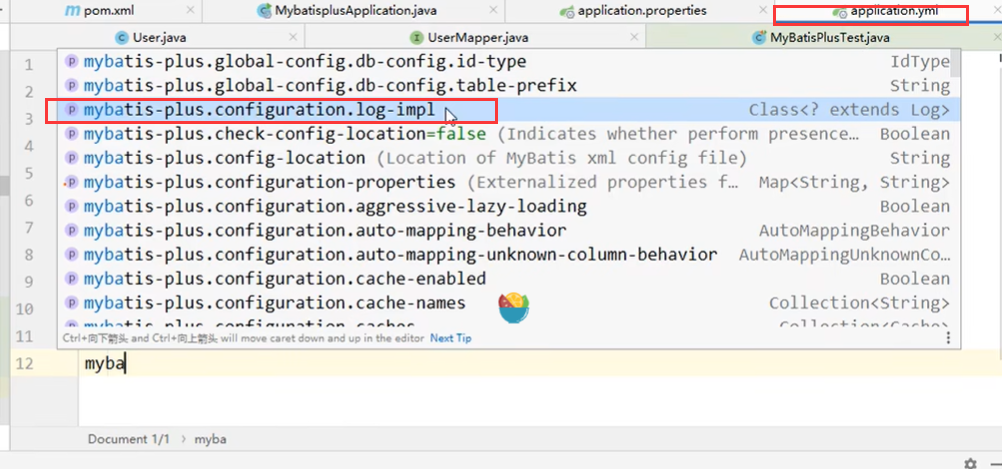 pom.xml MybatisplusApplication.java application.properties application.yml
User.java UserMapper.java MyBatisPlusTest.java
1 mybatis-plus.global-config.db-config.id-type IdType
2 mybatis-plus.global-config.db-config.table-prefix String
3 mybatis-plus.configuration.log-impl Class<? extends Log>
4 mybatis-plus.check-config-location=false (Indicates whether perform presence… Boolean
5 mybatis-plus.config-location (Location of MyBatis xml config file) String
mybatis-plus.configuration-properties (Externalized properties f… Map<String, String>
6 mybatis-plus.configuration.aggressive-lazy-loading Boolean
7 mybatis-plus.configuration.auto-mapping-behavior AutoMappingBehavior
8 mybatis-plus.configuration.auto-mapping-unknown-column-behavior AutoMappingUnknownCo…
9 mybatis-plus.configuration.cache-enabled Boolean
10 mybatis-plus.configuration.cache-names Collection<String>
mybatis-plus.configuration.caches Collection<Cache>
11 Ctrl+向下箭头 and Ctrl+向上箭头 will move caret down and up in the editor Next Tip
12 myba
Document 1/1 › myba